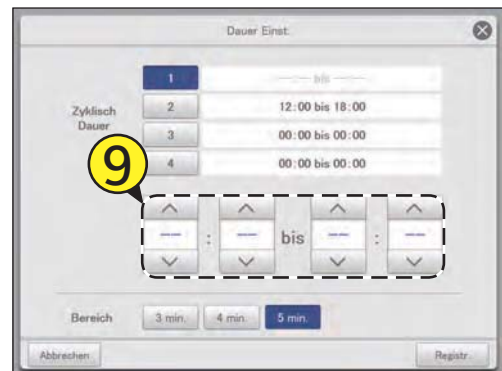 Dauer Einst.
1 --:-- bis --:--
Zyklisch Dauer
2 12:00 bis 18:00
3 00:00 bis 00:00
4 00:00 bis 00:00
9
-- : -- bis -- : --
Bereich 3 min. 4 min. 5 min.
Abbrechen Registr.